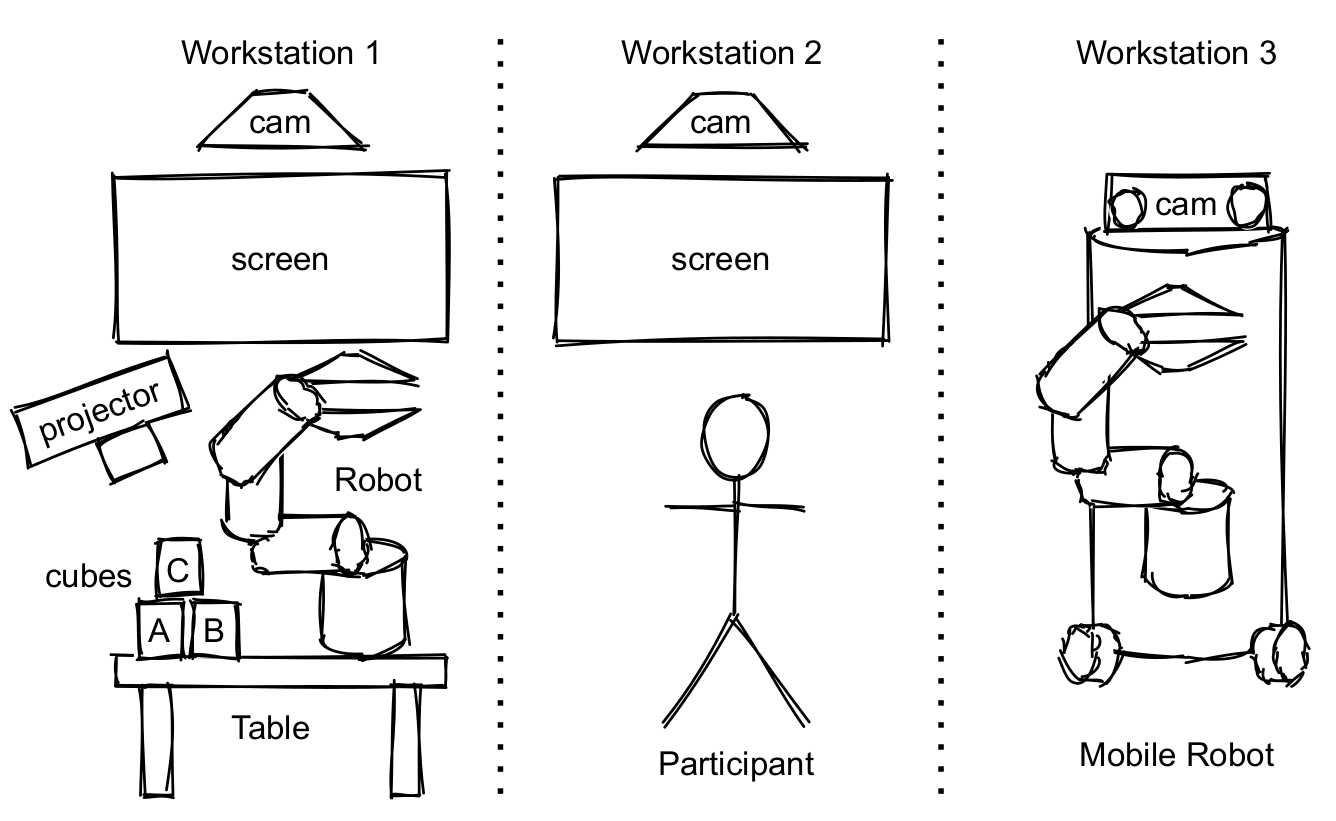 Workstation 1
cam
screen
projector
Robot
cubes
C
A
B
Table
Workstation 2
cam
screen
Participant
Workstation 3
cam
Mobile Robot